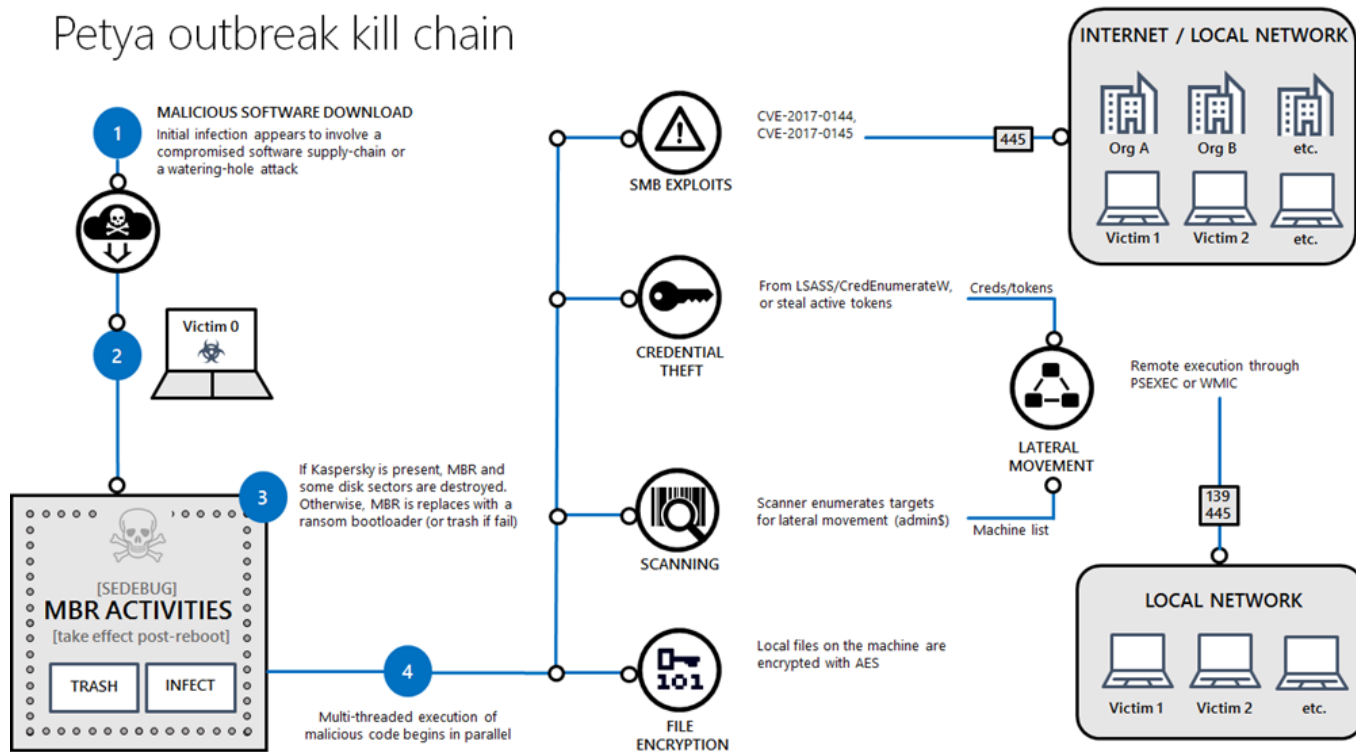 Petya outbreak kill chain
1
MALICIOUS SOFTWARE DOWNLOAD
Initial infection appears to involve a
compromised software supply-chain or
a watering-hole attack
2
Victim 0
3
If Kaspersky is present, MBR and
some disk sectors are destroyed.
Otherwise, MBR is replaces with a
ransom bootloader (or trash if fail)
[SEDEBUG]
MBR ACTIVITIES
[take effect post-reboot]
TRASH
INFECT
4
Multi-threaded execution of
malicious code begins in parallel
SMB EXPLOITS
CVE-2017-0144,
CVE-2017-0145
445
INTERNET / LOCAL NETWORK
Org A
Org B
etc.
Victim 1
Victim 2
etc.
CREDENTIAL
THEFT
From LSASS/CredEnumerateW,
or steal active tokens
Creds/tokens
LATERAL
MOVEMENT
SCANNING
Scanner enumerates targets
for lateral movement (admin$)
Machine list
Remote execution through
PSEXEC or WMIC
139
445
LOCAL NETWORK
Victim 1
Victim 2
etc.
101
FILE
ENCRYPTION
Local files on the machine are
encrypted with AES